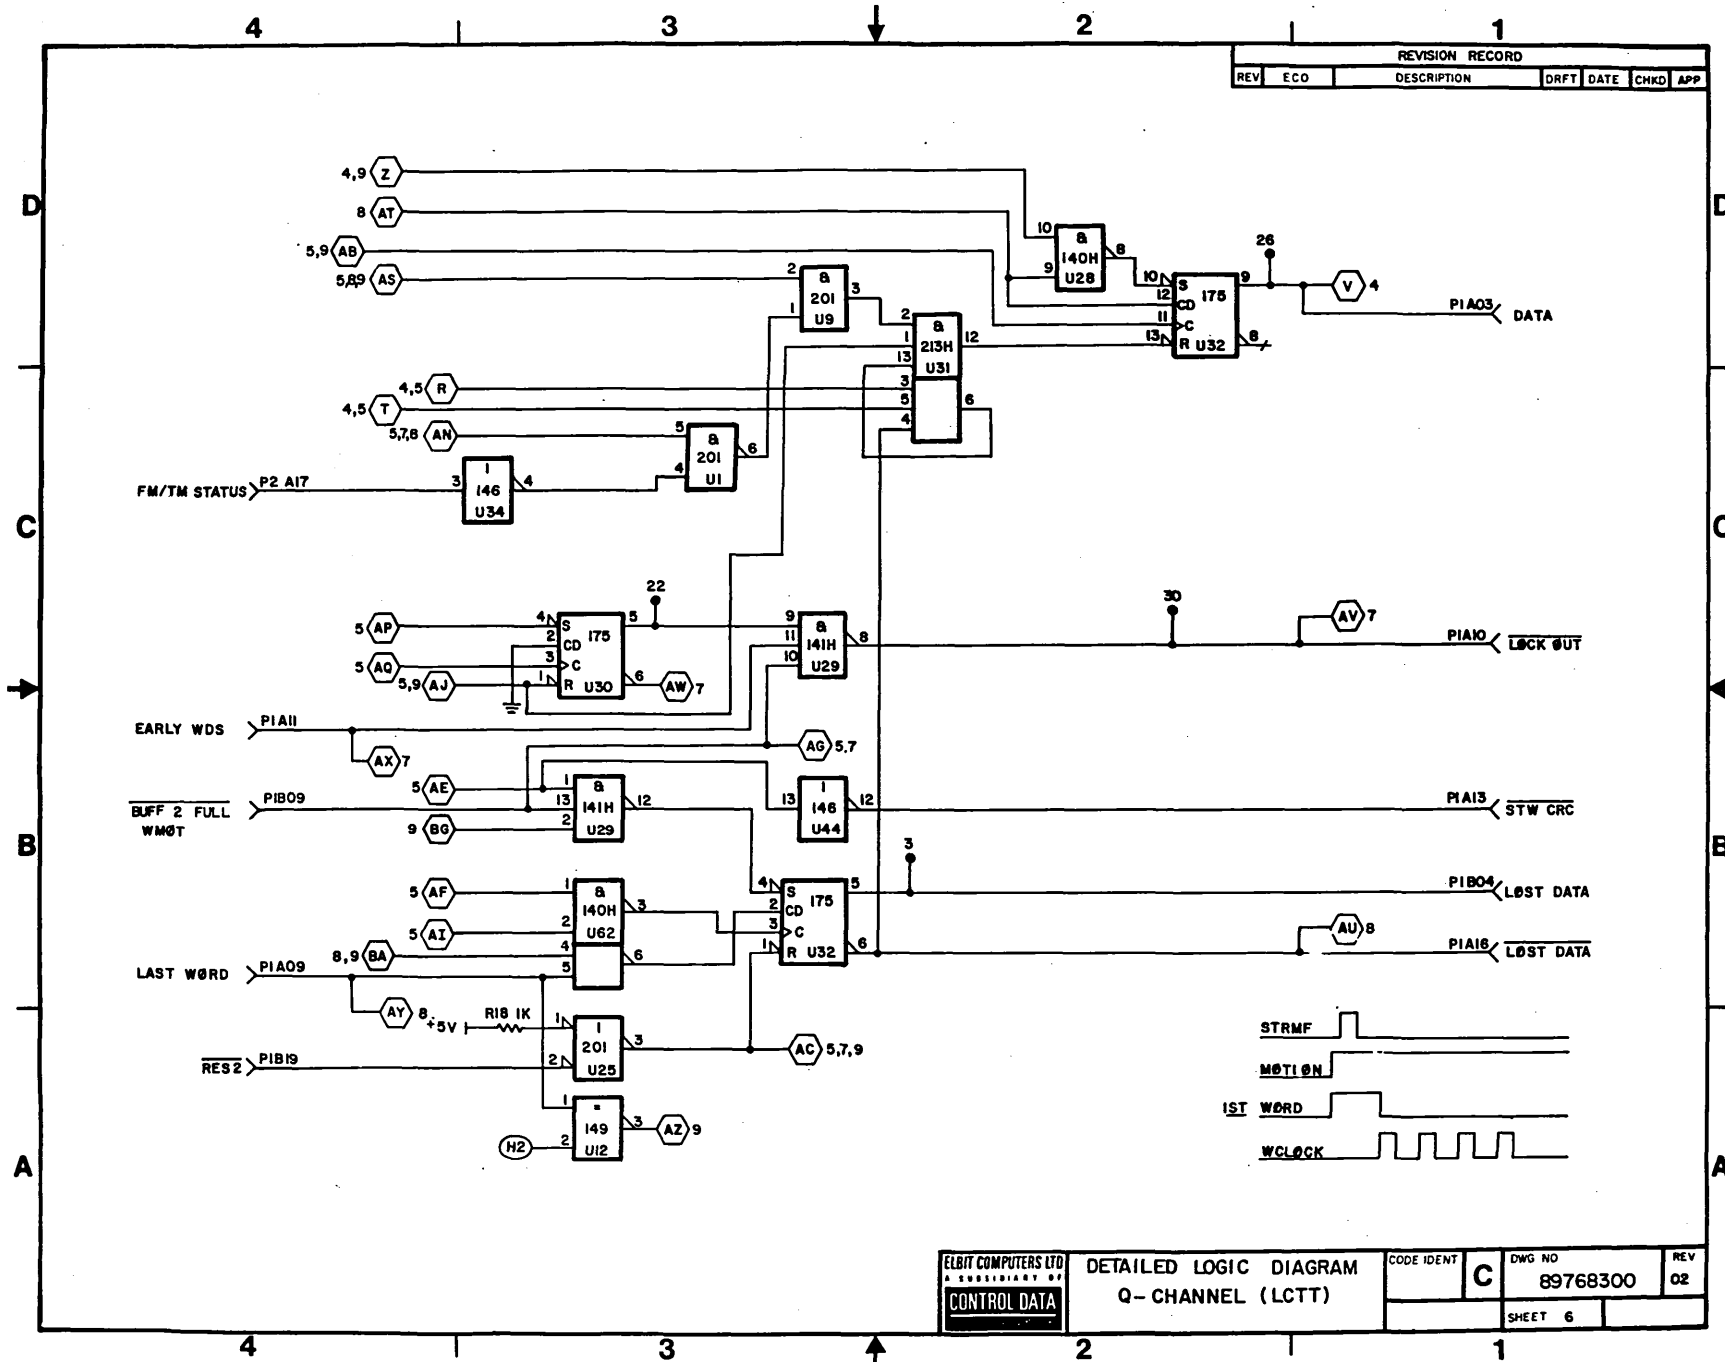 4 3 2 1
REVISION RECORD
REV ECO DESCRIPTION DRFT DATE CHKD APP
D D
4,9 Z
8 AT
5,9 AB
5,8,9 AS
10 & 8
140H
9 U28
26
10 S 175 9
12 CD
11 C
13 R U32 8
V 4
P1A03 DATA
2 & 3
201
1 U9
2 & 12
1 213H
13 U31
3
5 6
4
4,5 R
4,5 T
5,7,8 AN
5 & 6
201
4 U1
FM/TM STATUS P2 A17
3 1 4
146
U34
C C
22
5 AP
5 AQ
5,9 AJ
4 S 175 5
2 CD
3 C
1 R U30 6
AW 7
9 & 8
11 141H
10 U29
30
AV 7
P1A10 LØCK ØUT
EARLY WDS P1A11
AX 7
AG 5,7
5 AE
BUFF 2 FULL P1B09
WMØT
9 BG
1 & 12
13 141H
2 U29
13 1 12
146
U44
P1A13 STW CRC
B B
3
5 AF
5 AI
8,9 BA
1 & 3
140H
2 U62
4 6
5
4 S 175 5
2 CD
3 C
1 R U32 6
P1B04 LØST DATA
AU 8
P1A16 LØST DATA
LAST WØRD P1A09
AY 8
+5V R18 1K
1 1 3
201
2 U25
AC 5,7,9
RES2 P1B19
1 = 3
149
2 U12
H2
AZ 9
STRMF
MØTIØN
1ST WØRD
WCLØCK
A A
ELBIT COMPUTERS LTD
A SUBSIDIARY OF
CONTROL DATA
DETAILED LOGIC DIAGRAM
Q-CHANNEL (LCTT)
CODE IDENT
C
DWG NO
89768300
REV
02
SHEET 6
4 3 2 1